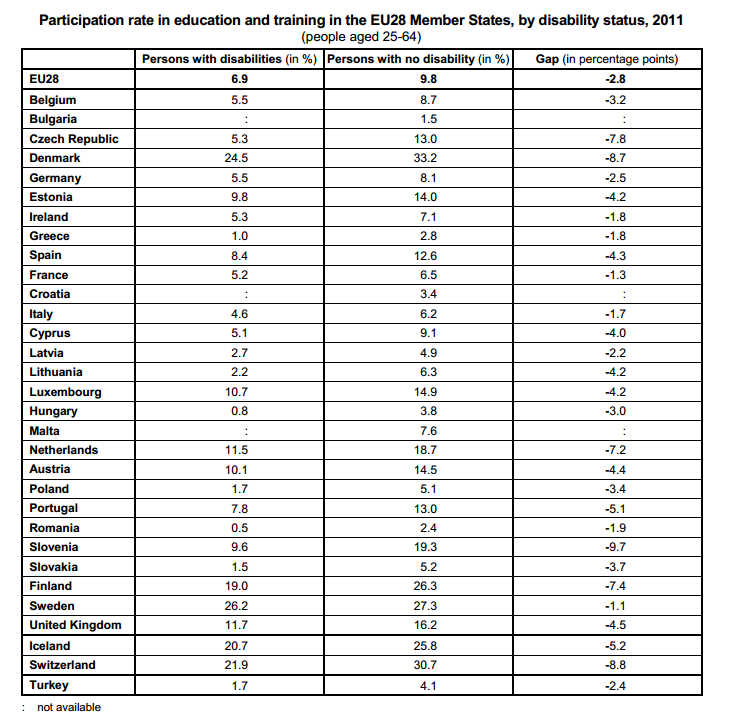 Participation rate in education and training in the EU28 Member States, by disability status, 2011
(people aged 25-64)
Persons with disabilities (in %) Persons with no disability (in %) Gap (in percentage points)
EU28 6.9 9.8 -2.8
Belgium 5.5 8.7 -3.2
Bulgaria : 1.5 :
Czech Republic 5.3 13.0 -7.8
Denmark 24.5 33.2 -8.7
Germany 5.5 8.1 -2.5
Estonia 9.8 14.0 -4.2
Ireland 5.3 7.1 -1.8
Greece 1.0 2.8 -1.8
Spain 8.4 12.6 -4.3
France 5.2 6.5 -1.3
Croatia : 3.4 :
Italy 4.6 6.2 -1.7
Cyprus 5.1 9.1 -4.0
Latvia 2.7 4.9 -2.2
Lithuania 2.2 6.3 -4.2
Luxembourg 10.7 14.9 -4.2
Hungary 0.8 3.8 -3.0
Malta : 7.6 :
Netherlands 11.5 18.7 -7.2
Austria 10.1 14.5 -4.4
Poland 1.7 5.1 -3.4
Portugal 7.8 13.0 -5.1
Romania 0.5 2.4 -1.9
Slovenia 9.6 19.3 -9.7
Slovakia 1.5 5.2 -3.7
Finland 19.0 26.3 -7.4
Sweden 26.2 27.3 -1.1
United Kingdom 11.7 16.2 -4.5
Iceland 20.7 25.8 -5.2
Switzerland 21.9 30.7 -8.8
Turkey 1.7 4.1 -2.4
: not available